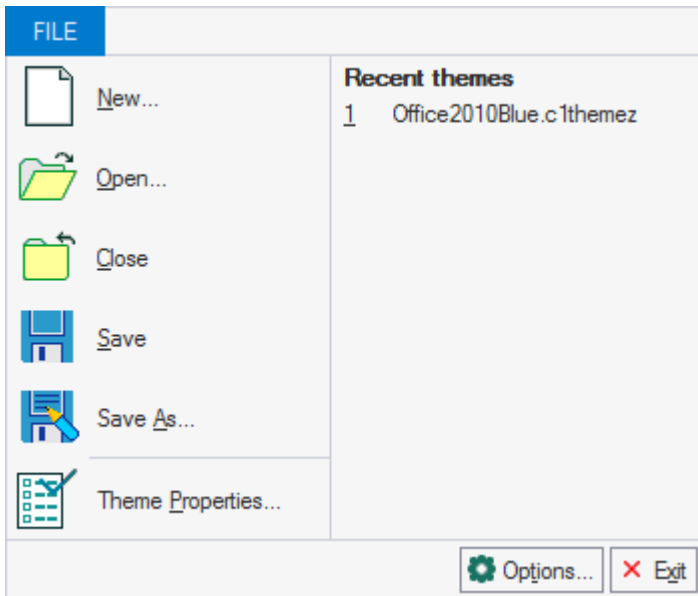 FILE
New...
Open...
Close
Save
Save As...
Theme Properties...
Recent themes
1 Office2010Blue.c1themez
Options...
Exit